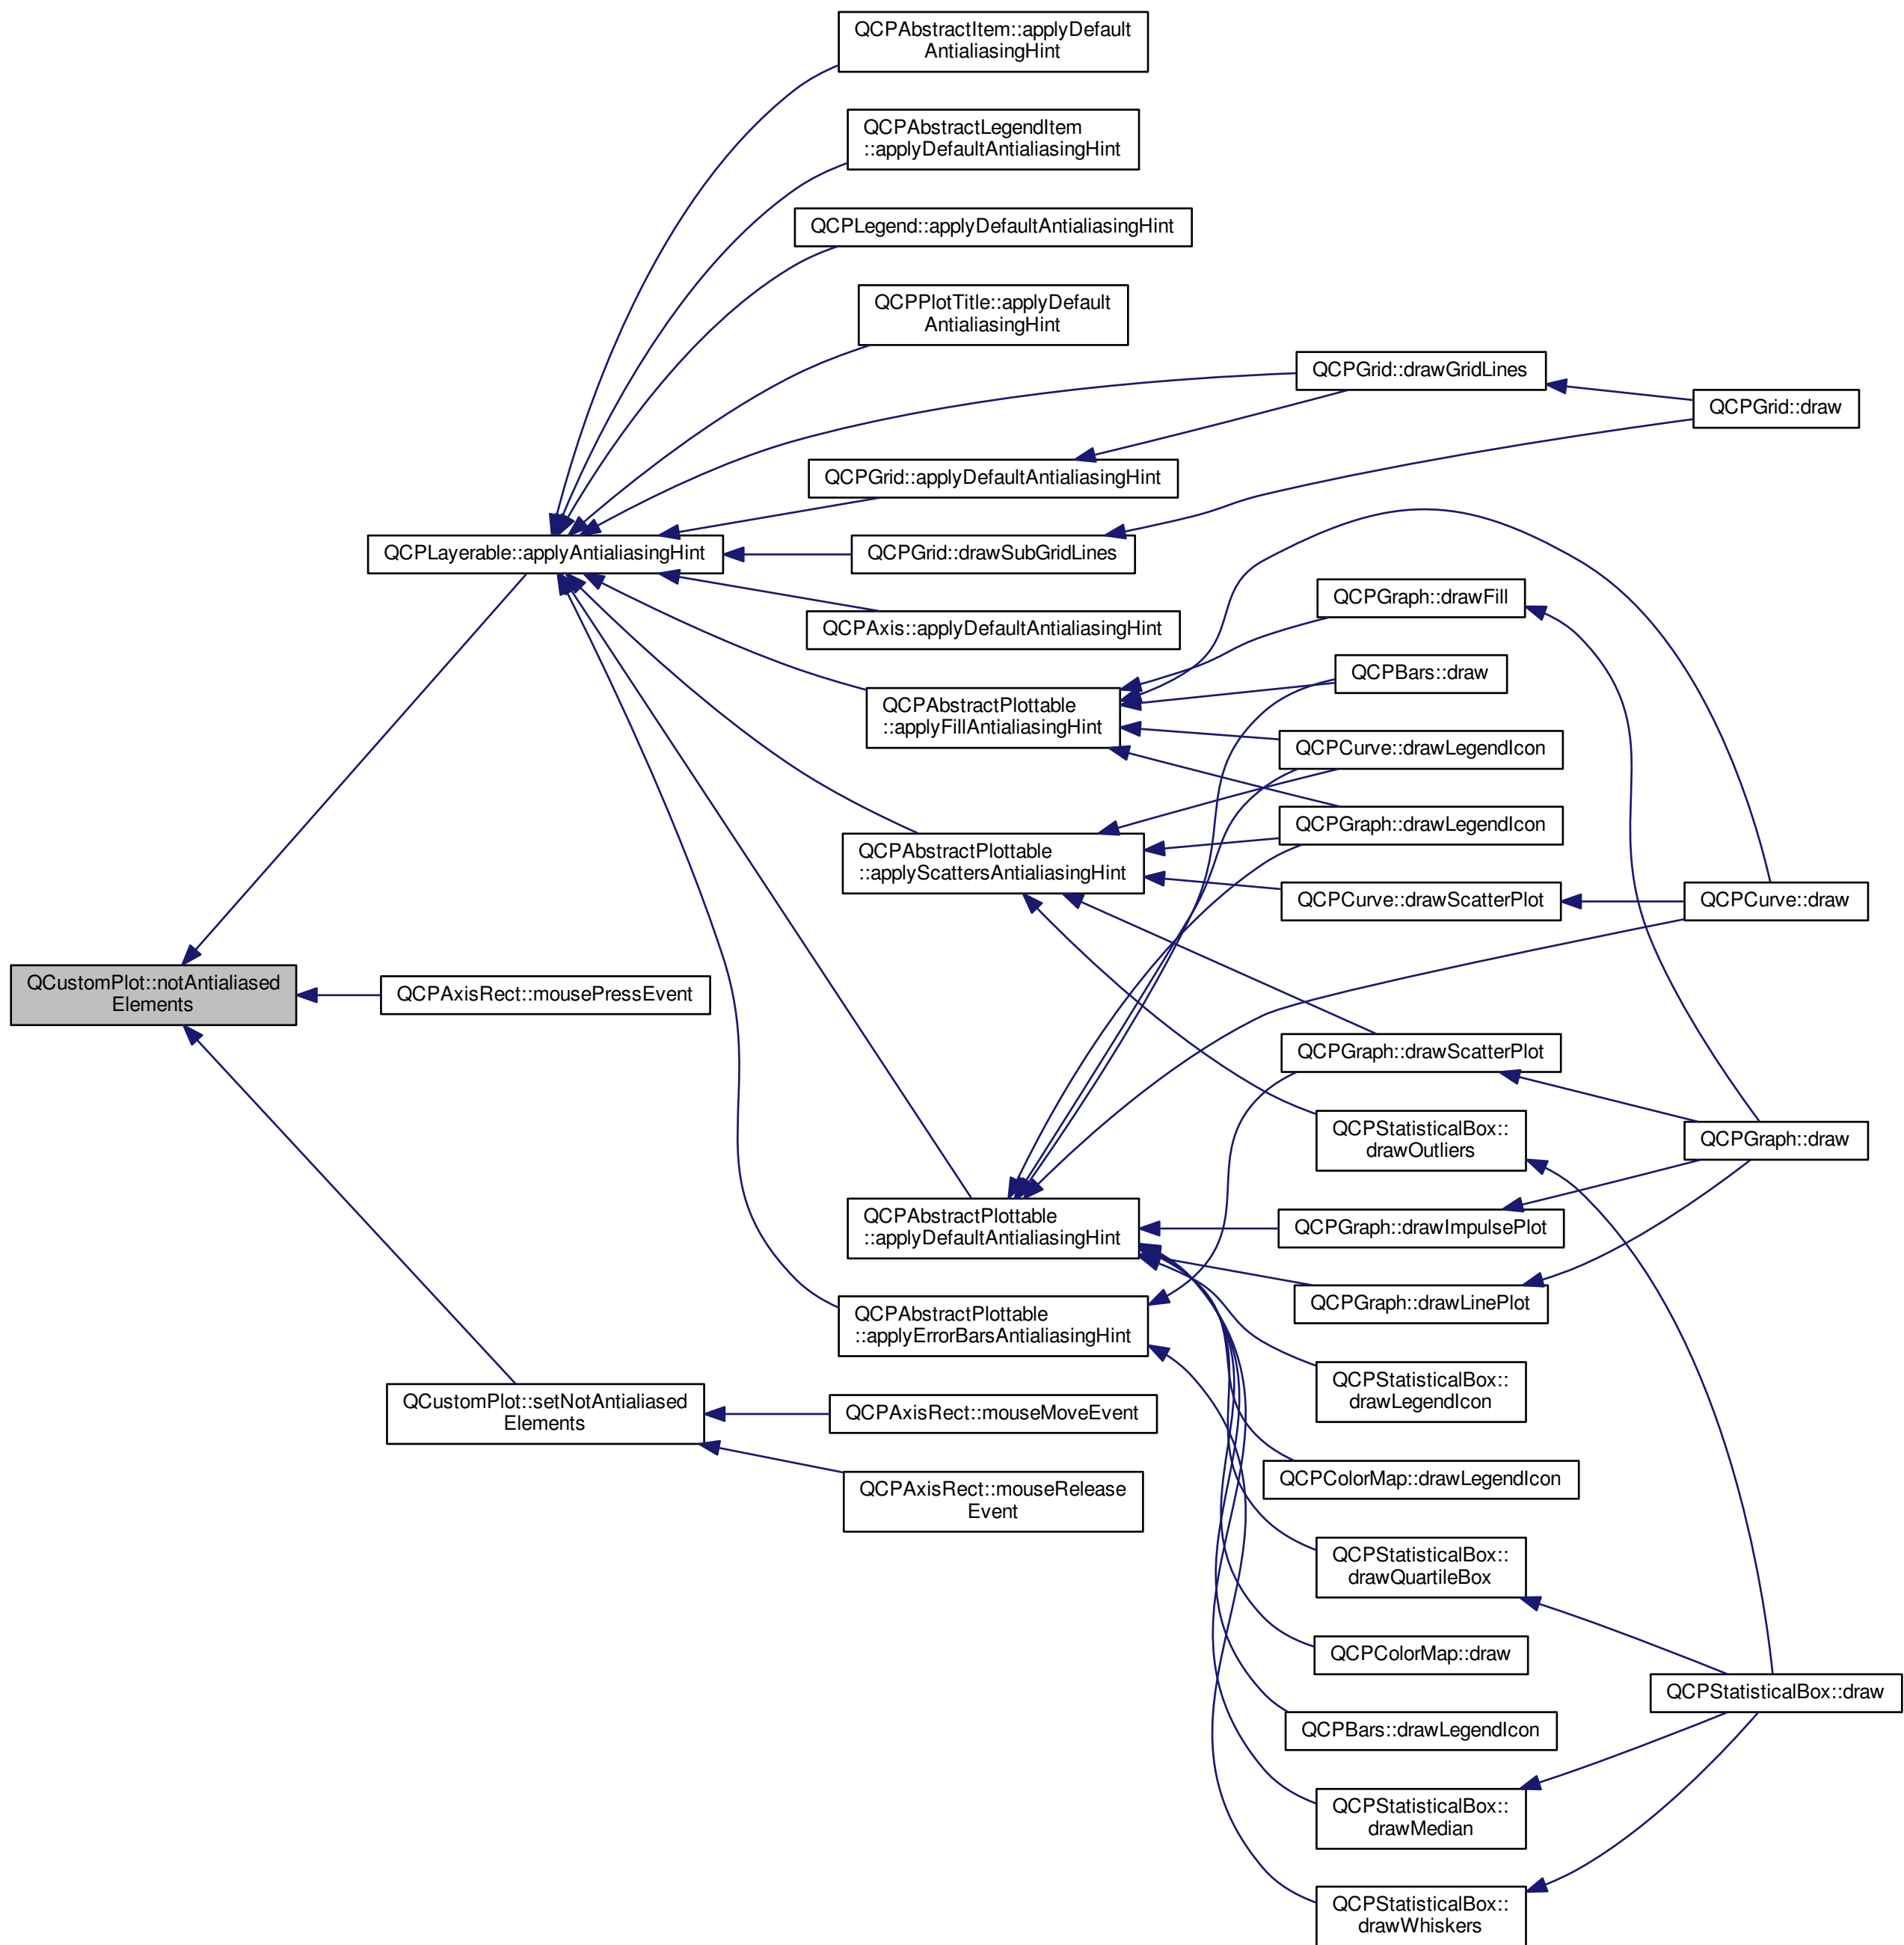 QCPAbstractItem::applyDefault
AntialiasingHint
QCPAbstractLegendItem
::applyDefaultAntialiasingHint
QCPLegend::applyDefaultAntialiasingHint
QCPPlotTitle::applyDefault
AntialiasingHint
QCPGrid::drawGridLines
QCPGrid::draw
QCPGrid::applyDefaultAntialiasingHint
QCPLayerable::applyAntialiasingHint
QCPGrid::drawSubGridLines
QCPGraph::drawFill
QCPAxis::applyDefaultAntialiasingHint
QCPBars::draw
QCPAbstractPlottable
::applyFillAntialiasingHint
QCPCurve::drawLegendIcon
QCPGraph::drawLegendIcon
QCPAbstractPlottable
::applyScattersAntialiasingHint
QCPCurve::drawScatterPlot
QCPCurve::draw
QCustomPlot::notAntialiased
Elements
QCPAxisRect::mousePressEvent
QCPGraph::drawScatterPlot
QCPStatisticalBox::
drawOutliers
QCPGraph::draw
QCPAbstractPlottable
::applyDefaultAntialiasingHint
QCPGraph::drawImpulsePlot
QCPGraph::drawLinePlot
QCPAbstractPlottable
::applyErrorBarsAntialiasingHint
QCPStatisticalBox::
drawLegendIcon
QCustomPlot::setNotAntialiased
Elements
QCPAxisRect::mouseMoveEvent
QCPColorMap::drawLegendIcon
QCPAxisRect::mouseRelease
Event
QCPStatisticalBox::
drawQuartileBox
QCPColorMap::draw
QCPStatisticalBox::draw
QCPBars::drawLegendIcon
QCPStatisticalBox::
drawMedian
QCPStatisticalBox::
drawWhiskers